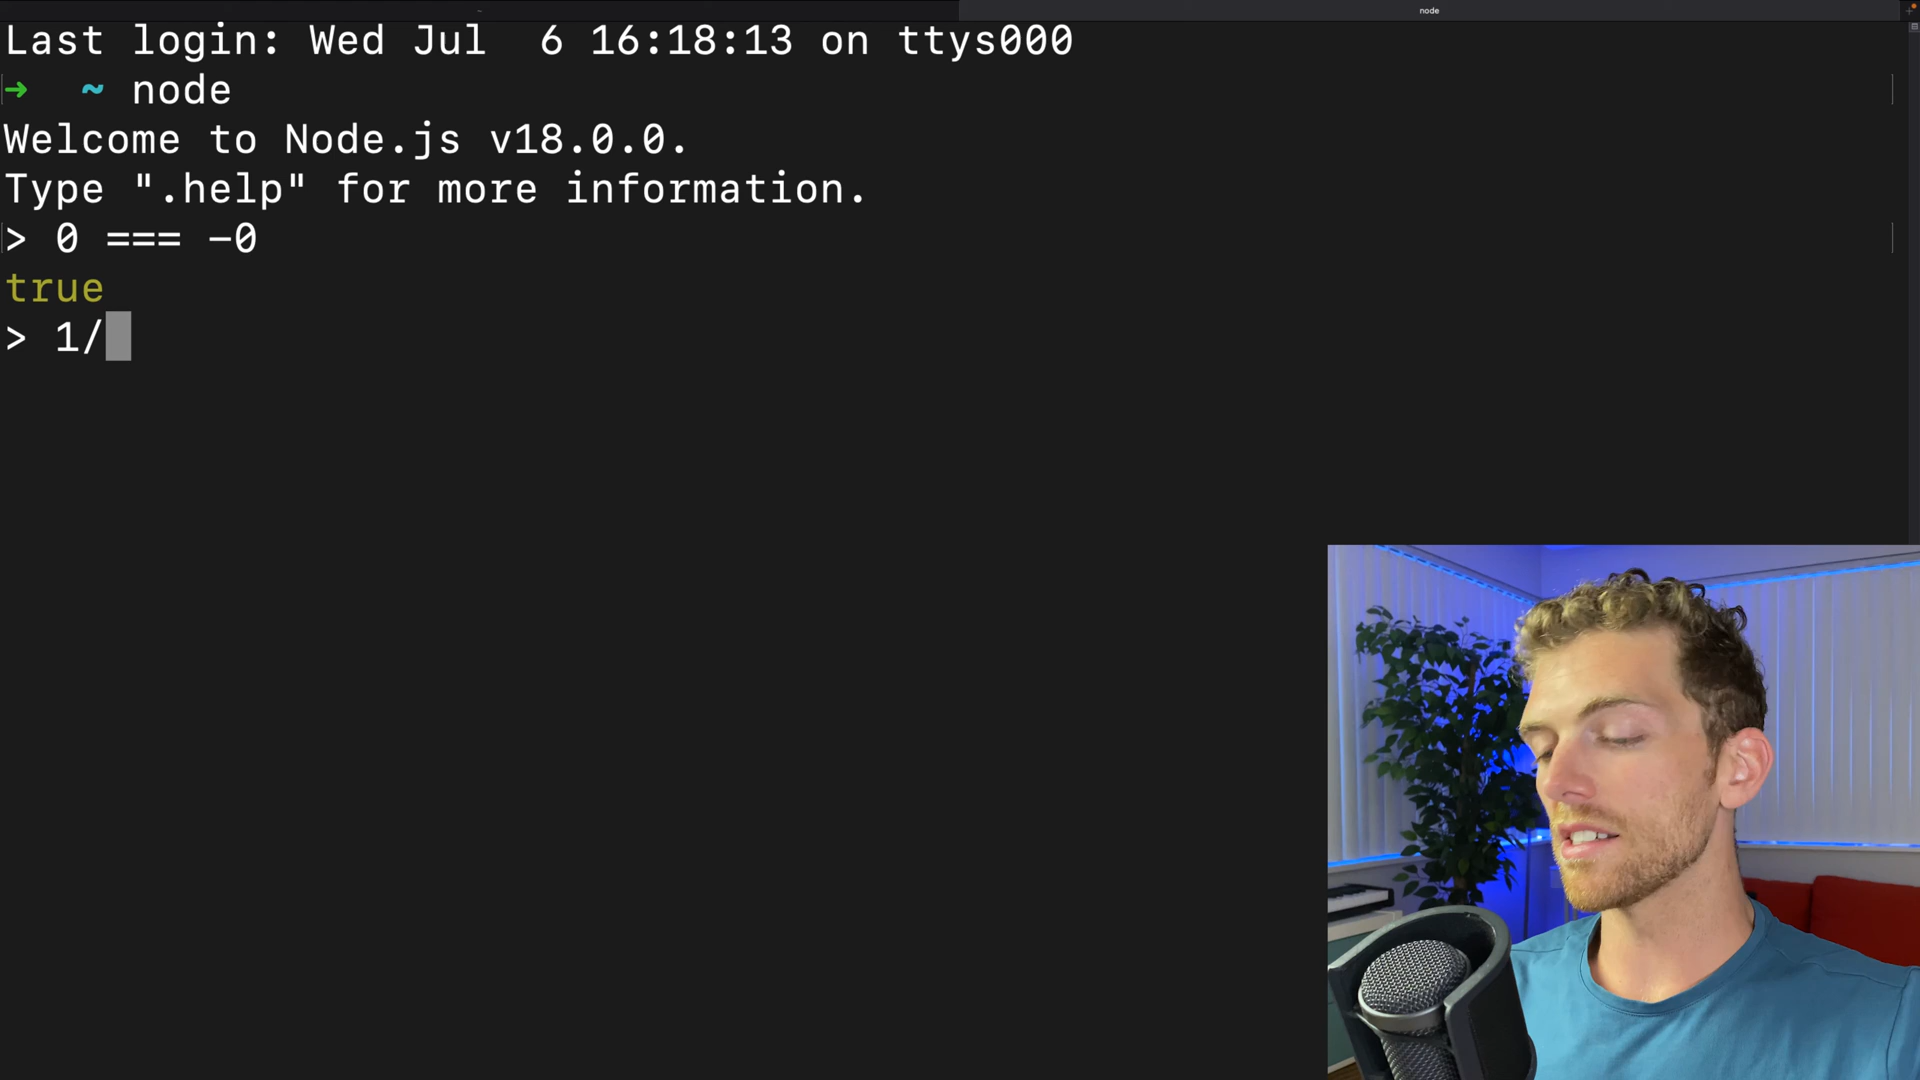 node
Last login: Wed Jul  6 16:18:13 on ttys000
→ ~ node
Welcome to Node.js v18.0.0.
Type ".help" for more information.
> 0 === -0
true
> 1/